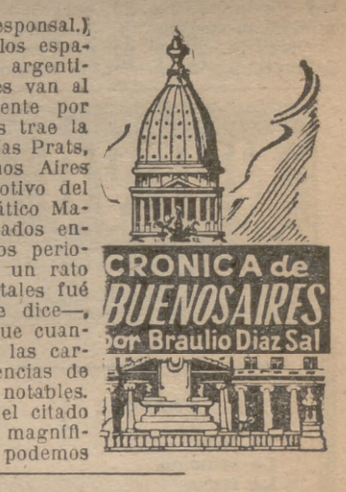 esponsal.)
los espa-
argenti-
es van al
ente por
s trae la
as Prats,
nos Aires
otivo del
ático Ma-
ados en-
os perio-
un rato
tales fué
e dice—,
ue cuan-
las car-
encias de
notables.
el citado
magnífi-
podemos
CRONICA de
BUENOS AIRES
por Braulio Diaz Sal